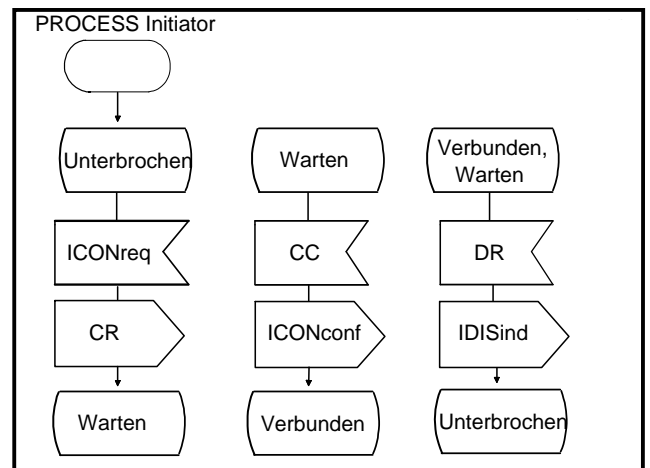 PROCESS Initiator
Unterbrochen
ICONreq
CR
Warten
Warten
CC
ICONconf
Verbunden
Verbunden,
Warten
DR
IDISind
Unterbrochen